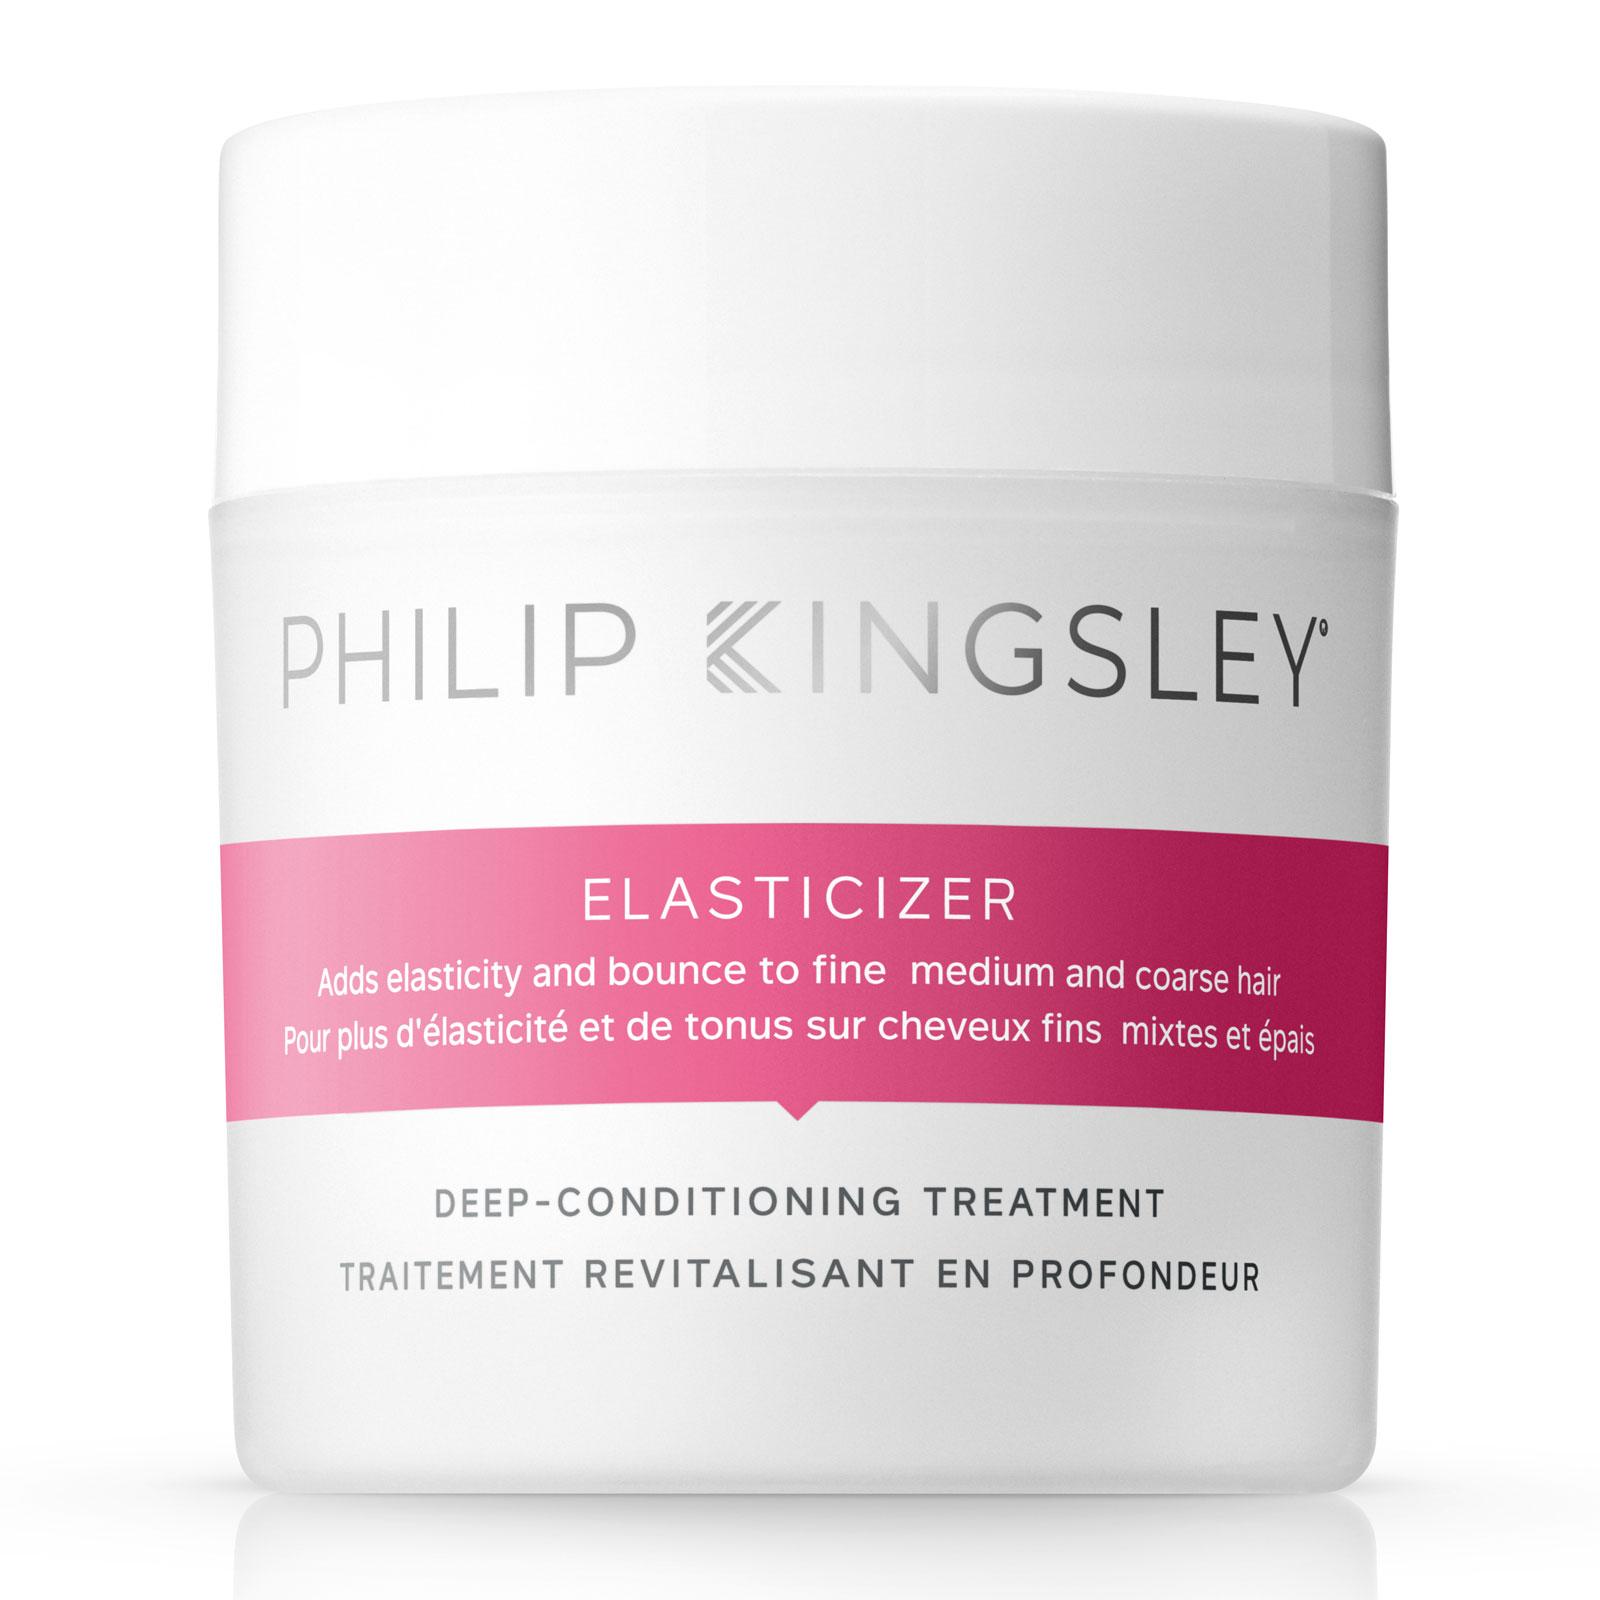 PHILIP KINGSLEY®
ELASTICIZER
Adds elasticity and bounce to fine medium and coarse hair
Pour plus d'élasticité et de tonus sur cheveux fins mixtes et épais
DEEP-CONDITIONING TREATMENT
TRAITEMENT REVITALISANT EN PROFONDEUR